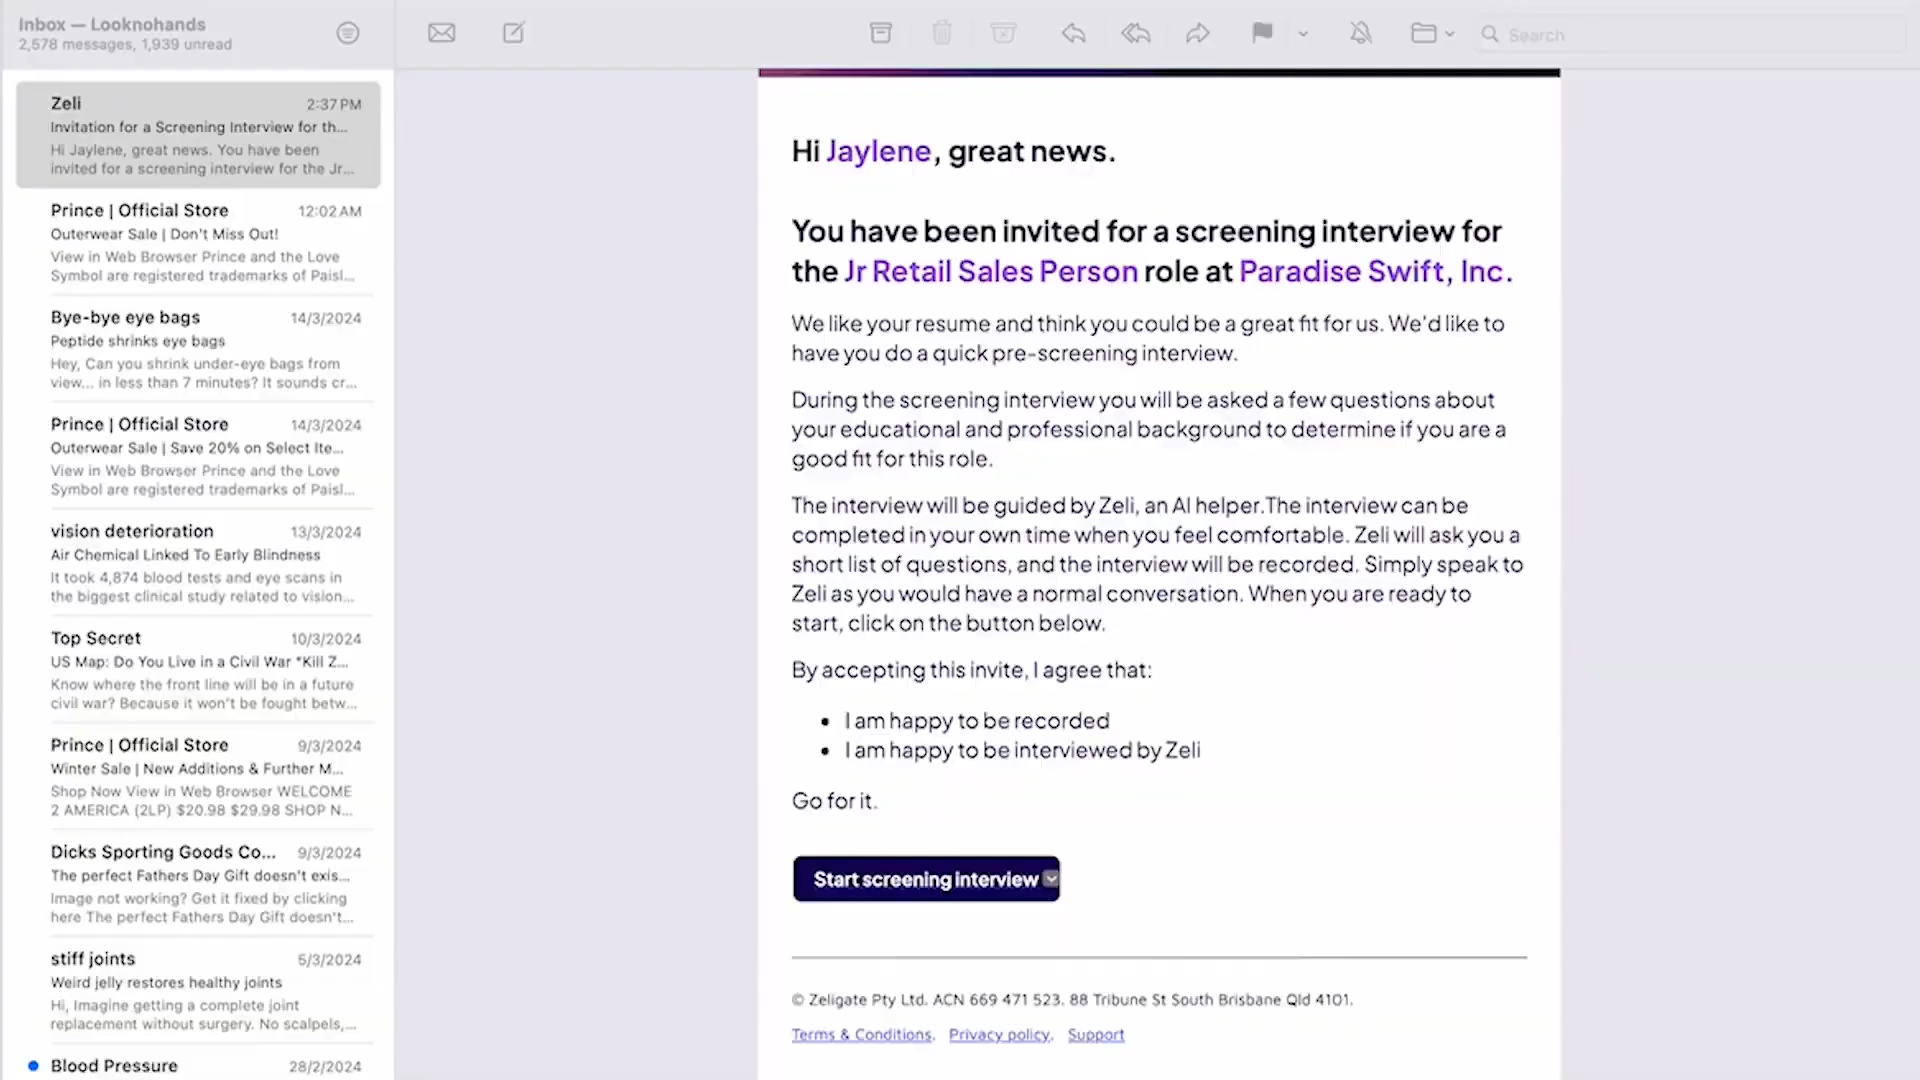 Inbox — Looknohands
2,578 messages, 1,939 unread
Search
Zeli 2:37 PM
Invitation for a Screening Interview for th...
Hi Jaylene, great news. You have been
invited for a screening interview for the Jr...
Prince | Official Store 12:02 AM
Outerwear Sale | Don't Miss Out!
View in Web Browser Prince and the Love
Symbol are registered trademarks of Paisl...
Bye-bye eye bags 14/3/2024
Peptide shrinks eye bags
Hey, Can you shrink under-eye bags from
view... in less than 7 minutes? It sounds cr...
Prince | Official Store 14/3/2024
Outerwear Sale | Save 20% on Select Ite...
View in Web Browser Prince and the Love
Symbol are registered trademarks of Paisl...
vision deterioration 13/3/2024
Air Chemical Linked To Early Blindness
It took 4,874 blood tests and eye scans in
the biggest clinical study related to vision...
Top Secret 10/3/2024
US Map: Do You Live in a Civil War "Kill Z...
Know where the front line will be in a future
civil war? Because it won't be fought betw...
Prince | Official Store 9/3/2024
Winter Sale | New Additions & Further M...
Shop Now View in Web Browser WELCOME
2 AMERICA (2LP) $20.98 $29.98 SHOP N...
Dicks Sporting Goods Co... 9/3/2024
The perfect Fathers Day Gift doesn't exis...
Image not working? Get it fixed by clicking
here The perfect Fathers Day Gift doesn't...
stiff joints 5/3/2024
Weird jelly restores healthy joints
Hi, Imagine getting a complete joint
replacement without surgery. No scalpels,...
Blood Pressure 28/2/2024
Hi Jaylene, great news.
You have been invited for a screening interview for
the Jr Retail Sales Person role at Paradise Swift, Inc.
We like your resume and think you could be a great fit for us. We'd like to
have you do a quick pre-screening interview.
During the screening interview you will be asked a few questions about
your educational and professional background to determine if you are a
good fit for this role.
The interview will be guided by Zeli, an AI helper.The interview can be
completed in your own time when you feel comfortable. Zeli will ask you a
short list of questions, and the interview will be recorded. Simply speak to
Zeli as you would have a normal conversation. When you are ready to
start, click on the button below.
By accepting this invite, I agree that:
• I am happy to be recorded
• I am happy to be interviewed by Zeli
Go for it.
Start screening interview
© Zeligate Pty Ltd. ACN 669 471 523. 88 Tribune St South Brisbane Qld 4101.
Terms & Conditions. Privacy policy. Support